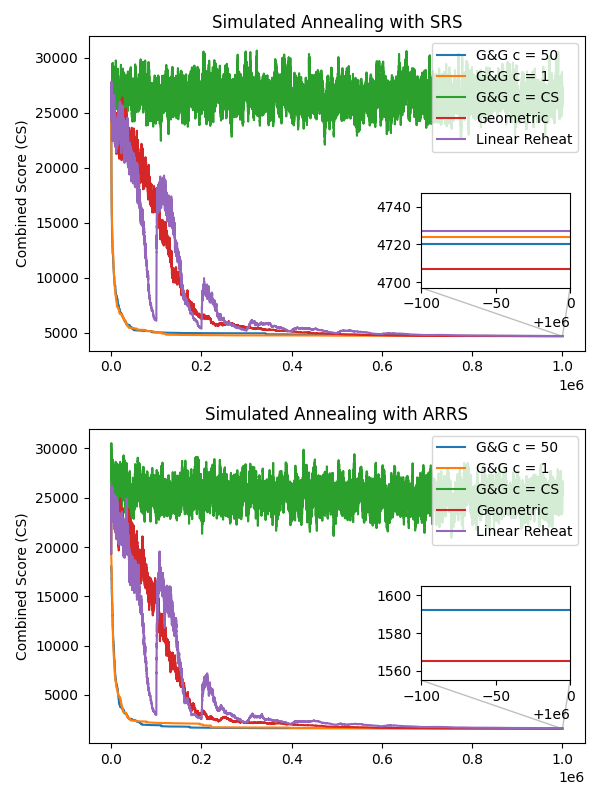 Simulated Annealing with SRS
30000
25000
20000
15000
10000
5000
Combined Score (CS)
G&G c = 50
G&G c = 1
G&G c = CS
Geometric
Linear Reheat
4740
4720
4700
−100
−50
0
+1e6
0.0
0.2
0.4
0.6
0.8
1.0
1e6
Simulated Annealing with ARRS
30000
25000
20000
15000
10000
5000
Combined Score (CS)
G&G c = 50
G&G c = 1
G&G c = CS
Geometric
Linear Reheat
1600
1580
1560
−100
−50
0
+1e6
0.0
0.2
0.4
0.6
0.8
1.0
1e6